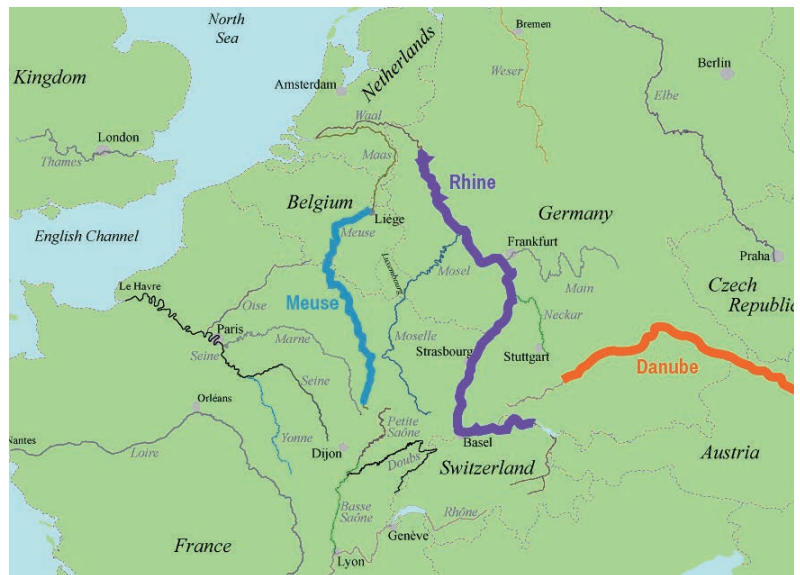 North
Sea
Bremen
Netherlands
Kingdom
Amsterdam
Weser
Berlin
Elbe
Waal
London
Thames
Maas
Rhine
Belgium
Liége
Germany
English Channel
Meuse
Frankfurt
Praha
Luxembourg
Mosel
Le Havre
Main
Czech
Republic
Oise
Meuse
Neckar
Paris
Marne
Moselle
Strasbourg
Stuttgart
Seine
Danube
Seine
Orléans
Petite
Saône
Nantes
Yonne
Basel
Loire
Dijon
Doubs
Switzerland
Austria
Basse
Saône
Rhône
Genève
France
Lyon